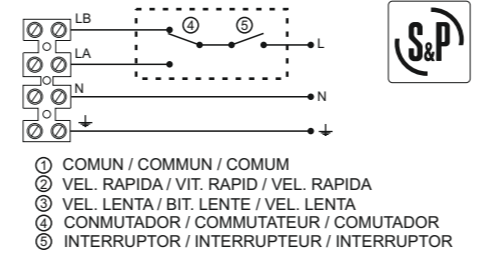 LB
④ ⑤
LA
L
N
N
S&P
① COMUN / COMMUN / COMUM
② VEL. RAPIDA / VIT. RAPID / VEL. RAPIDA
③ VEL. LENTA / BIT. LENTE / VEL. LENTA
④ CONMUTADOR / COMMUTATEUR / COMUTADOR
⑤ INTERRUPTOR / INTERRUPTEUR / INTERRUPTOR